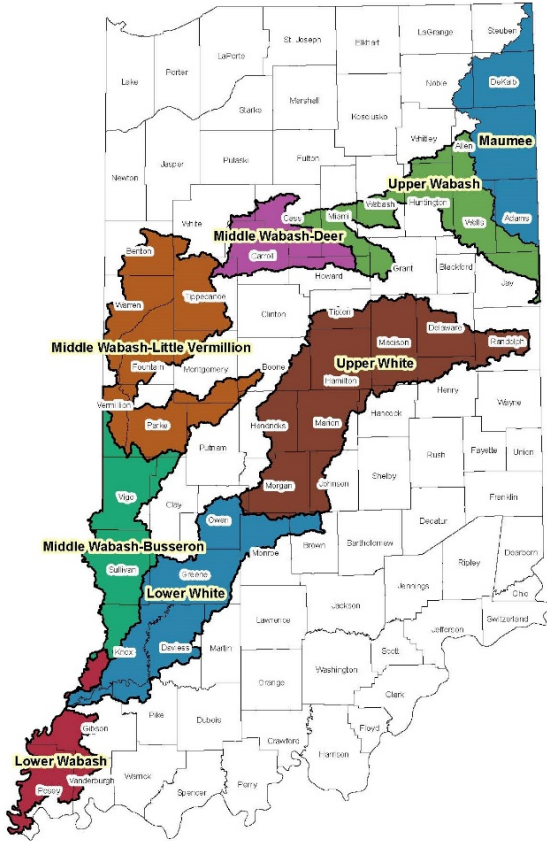 Steuben
LaGrange
Elkhart
St. Joseph
LaPorte
Porter
Lake
Noble
DeKalb
Marshall
Starko
Kosciusko
Whitley
Allen
Maumee
Jasper
Pulaski
Fulton
Newton
Upper Wabash
Wabash
Huntington
Miami
Cass
White
Wells
Adams
Middle Wabash-Deer
Benton
Carroll
Grant
Blackford
Jay
Howard
Warren
Tippecanoe
Clinton
Tipton
Delaware
Randolph
Madison
Middle Wabash-Little Vermillion
Upper White
Fountain
Montgomery
Boone
Hamilton
Henry
Wayne
Vermillion
Parke
Hendricks
Marion
Hancock
Putnam
Rush
Fayette
Union
Shelby
Vigo
Clay
Morgan
Johnson
Franklin
Owen
Decatur
Middle Wabash-Busseron
Monroe
Brown
Bartholomew
Dearborn
Ripley
Sullivan
Greene
Lower White
Jennings
Ohio
Jackson
Switzerland
Lawrence
Jefferson
Knox
Daviess
Martin
Scott
Washington
Orange
Clark
Gibson
Pike
Dubois
Floyd
Crawford
Harrison
Lower Wabash
Vanderburgh
Warrick
Perry
Spencer
Posey